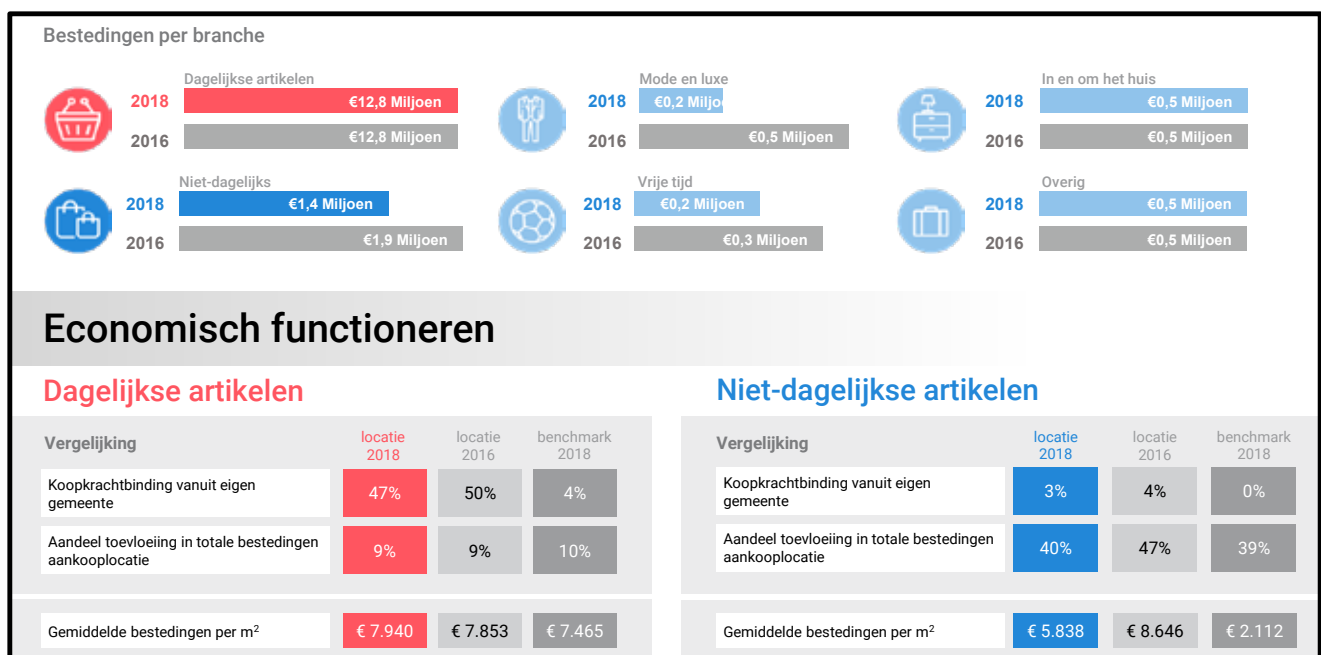 Bestedingen per branche
Dagelijkse artikelen
2018 €12,8 Miljoen
2016 €12,8 Miljoen
Mode en luxe
2018 €0,2 Miljo
2016 €0,5 Miljoen
In en om het huis
2018 €0,5 Miljoen
2016 €0,5 Miljoen
Niet-dagelijks
2018 €1,4 Miljoen
2016 €1,9 Miljoen
Vrije tijd
2018 €0,2 Miljoen
2016 €0,3 Miljoen
Overig
2018 €0,5 Miljoen
2016 €0,5 Miljoen
Economisch functioneren
Dagelijkse artikelen
Vergelijking
locatie 2018
locatie 2016
benchmark 2018
Koopkrachtbinding vanuit eigen
gemeente
47% 50% 4%
Aandeel toevloeiing in totale bestedingen
aankooplocatie
9% 9% 10%
Gemiddelde bestedingen per m² € 7.940 € 7.853 € 7.465
Niet-dagelijkse artikelen
Vergelijking
locatie 2018
locatie 2016
benchmark 2018
Koopkrachtbinding vanuit eigen
gemeente
3% 4% 0%
Aandeel toevloeiing in totale bestedingen
aankooplocatie
40% 47% 39%
Gemiddelde bestedingen per m² € 5.838 € 8.646 € 2.112